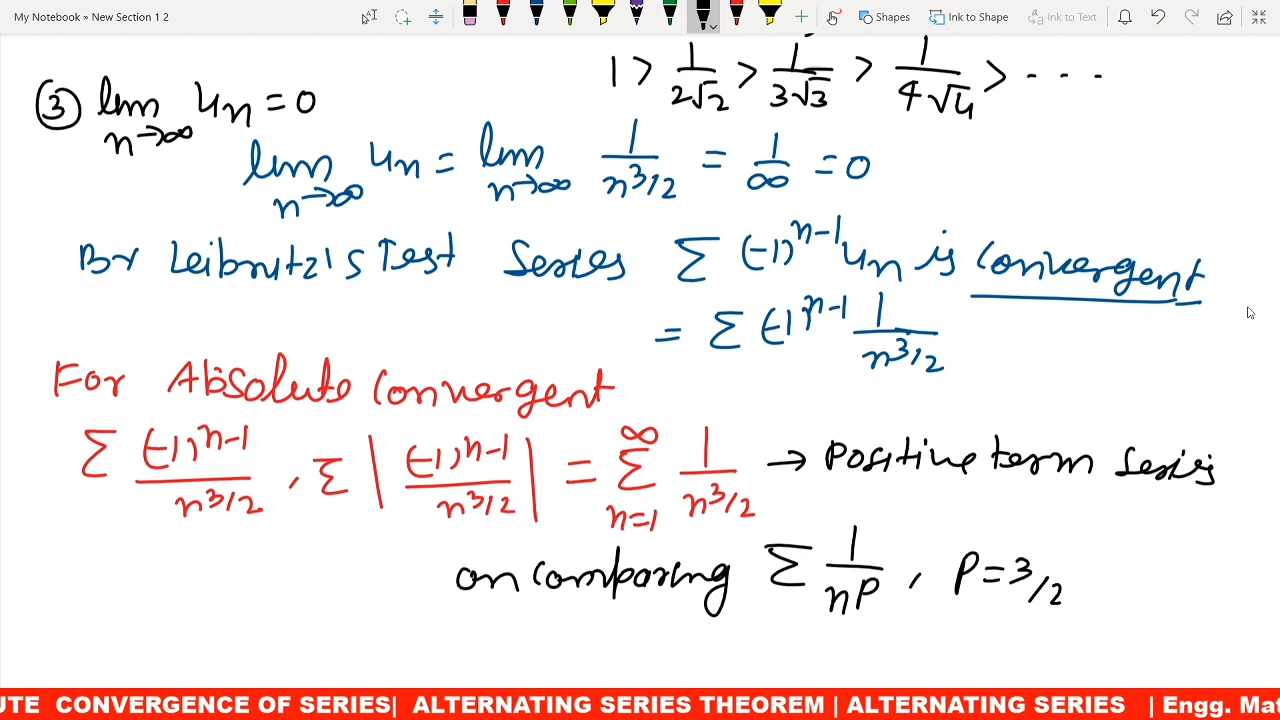 My Notebook » New Section 1 2
Shapes Ink to Shape Ink to Text
1 > 1/2√2 > 1/3√3 > 1/4√4 > - - -
③ lim n→∞ un = 0
lim n→∞ un = lim n→∞ 1/n^3/2 = 1/∞ = 0
By Leibnitz's Test Series Σ (-1)^n-1 un is convergent
= Σ (-1)^n-1 1/n^3/2
For Absolute Convergent
Σ (-1)^n-1/n^3/2 , Σ |(-1)^n-1/n^3/2| = Σ n=1 ∞ 1/n^3/2 → Positive term series
on comparing Σ 1/n^P , P = 3/2
UTE CONVERGENCE OF SERIES| ALTERNATING SERIES THEOREM | ALTERNATING SERIES | Engg. Mat